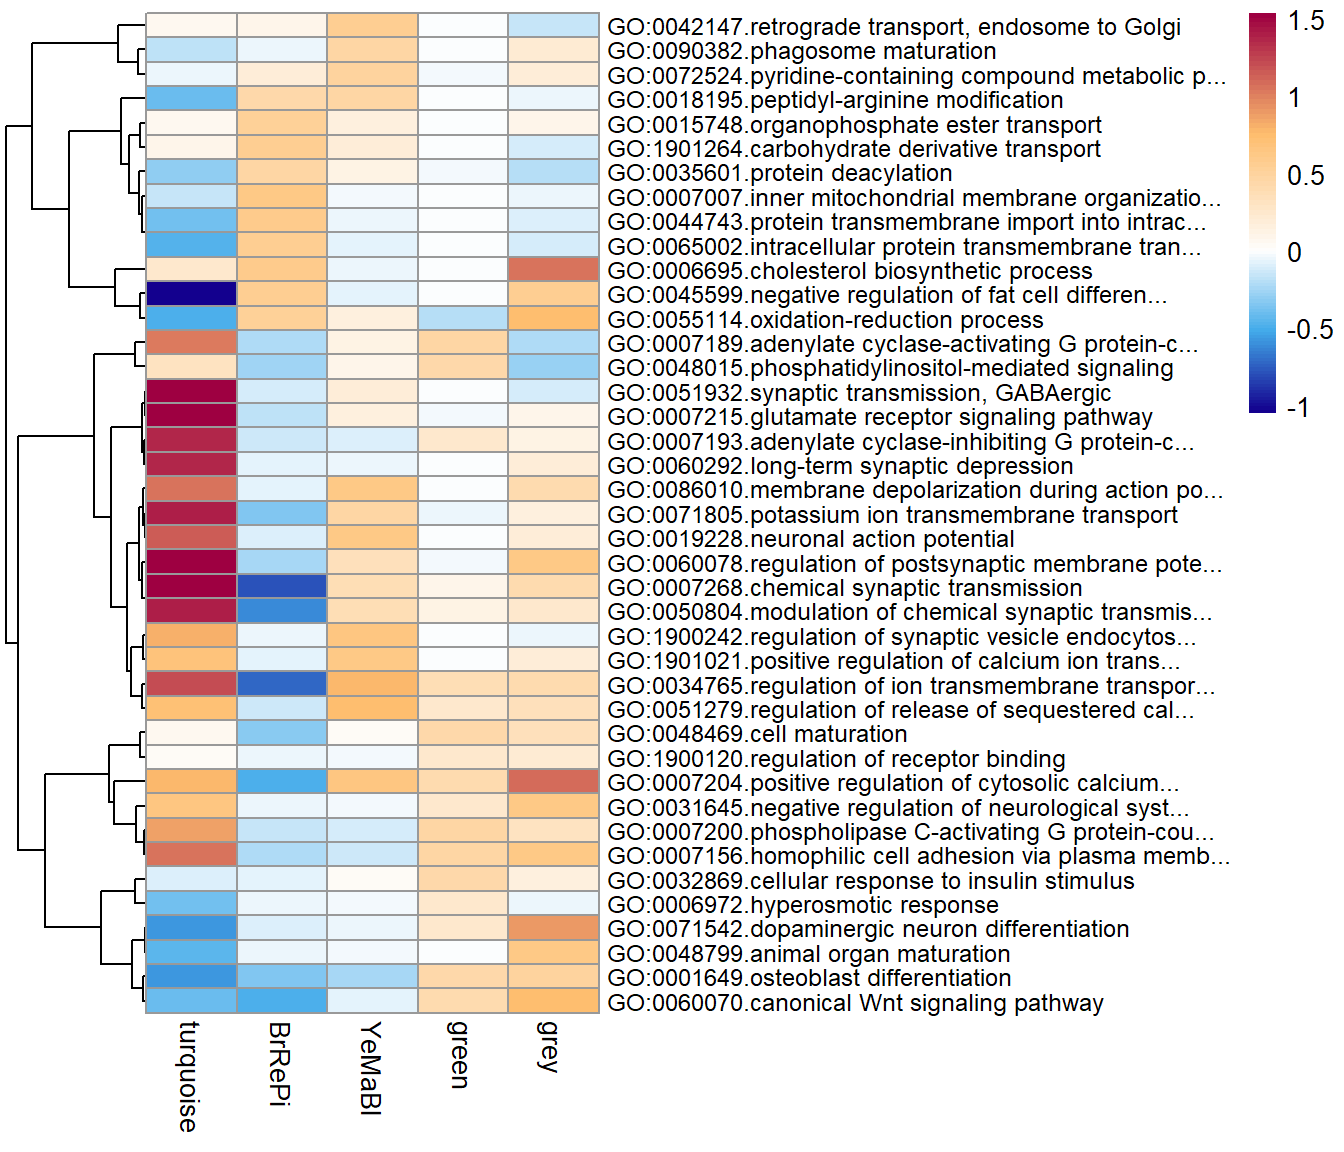 GO:0042147.retrograde transport, endosome to Golgi
GO:0090382.phagosome maturation
GO:0072524.pyridine-containing compound metabolic p...
GO:0018195.peptidyl-arginine modification
GO:0015748.organophosphate ester transport
GO:1901264.carbohydrate derivative transport
GO:0035601.protein deacylation
GO:0007007.inner mitochondrial membrane organizatio...
GO:0044743.protein transmembrane import into intrac...
GO:0065002.intracellular protein transmembrane tran...
GO:0006695.cholesterol biosynthetic process
GO:0045599.negative regulation of fat cell differen...
GO:0055114.oxidation-reduction process
GO:0007189.adenylate cyclase-activating G protein-c...
GO:0048015.phosphatidylinositol-mediated signaling
GO:0051932.synaptic transmission, GABAergic
GO:0007215.glutamate receptor signaling pathway
GO:0007193.adenylate cyclase-inhibiting G protein-c...
GO:0060292.long-term synaptic depression
GO:0086010.membrane depolarization during action po...
GO:0071805.potassium ion transmembrane transport
GO:0019228.neuronal action potential
GO:0060078.regulation of postsynaptic membrane pote...
GO:0007268.chemical synaptic transmission
GO:0050804.modulation of chemical synaptic transmis...
GO:1900242.regulation of synaptic vesicle endocytos...
GO:1901021.positive regulation of calcium ion trans...
GO:0034765.regulation of ion transmembrane transpor...
GO:0051279.regulation of release of sequestered cal...
GO:0048469.cell maturation
GO:1900120.regulation of receptor binding
GO:0007204.positive regulation of cytosolic calcium...
GO:0031645.negative regulation of neurological syst...
GO:0007200.phospholipase C-activating G protein-cou...
GO:0007156.homophilic cell adhesion via plasma memb...
GO:0032869.cellular response to insulin stimulus
GO:0006972.hyperosmotic response
GO:0071542.dopaminergic neuron differentiation
GO:0048799.animal organ maturation
GO:0001649.osteoblast differentiation
GO:0060070.canonical Wnt signaling pathway
turquoise
BrRePi
YeMaBl
green
grey
1.5
1
0.5
0
-0.5
-1